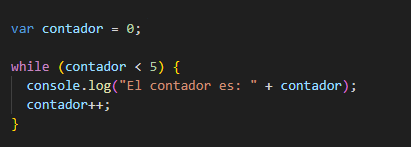 var contador = 0;
while (contador < 5) {
console.log("El contador es: " + contador);
contador++;
}